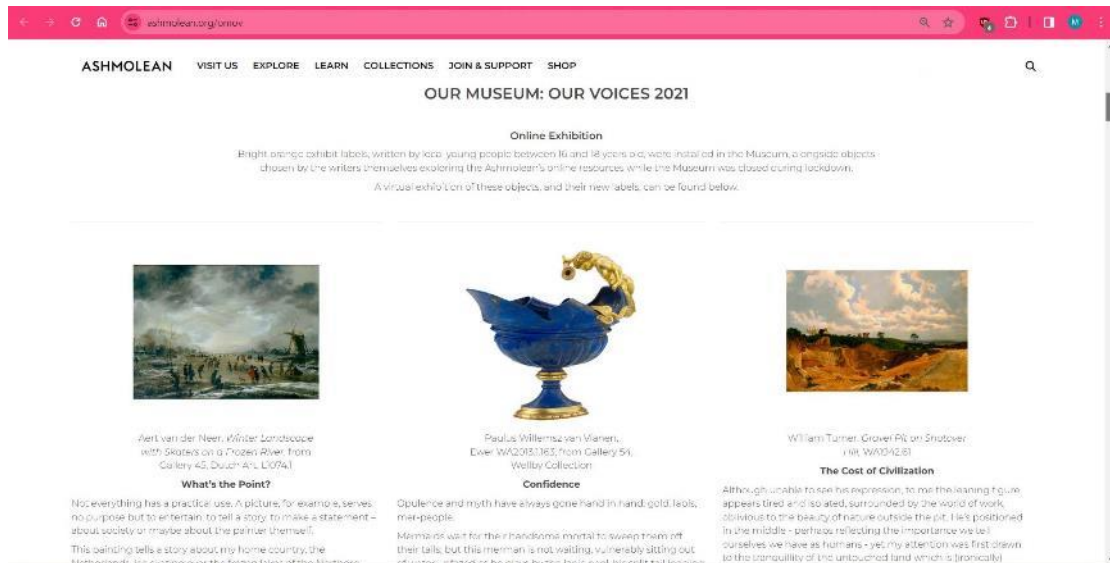 ashmolean.org/omov
ASHMOLEAN VISIT US EXPLORE LEARN COLLECTIONS JOIN & SUPPORT SHOP
OUR MUSEUM: OUR VOICES 2021
Online Exhibition
Bright orange exhibit labels, written by local young people between 16 and 18 years old, were installed in the Museum, alongside objects
chosen by the writers themselves exploring the Ashmolean's online resources while the Museum was closed during lockdown.
A virtual exhibition of these objects, and their new labels, can be found below.
Aert van der Neer, Winter Landscape
with Skaters on a Frozen River, from
Gallery 45, Dutch Art,
What's the Point?
Not everything has a practical use. A picture, for example, serves
no purpose but to entertain, to tell a story, to make a statement –
about society or maybe about the painter themself.
This painting tells a story about my home country, the
Paulus Willemsz van Vianen,
Ewer WA2013.1.163, from Gallery 54,
Wellby Collection
Confidence
Opulence and myth have always gone hand in hand: gold, lapis,
mer-people.
Mermaids wait for their handsome mortal to sweep them off
their tails, but this merman is not waiting, vulnerably sitting out
William Turner, Gravel Pit on Shotover
Hill, WA1942.61
The Cost of Civilization
Although unable to see his expression, to me the leaning figure
appears tired and isolated, surrounded by the world of work,
oblivious to the beauty of nature outside the pit. He's positioned
in the middle - perhaps reflecting the importance we tell
ourselves we have as humans - yet my attention was first drawn
to the tranquillity of the untouched land which is (ironically)